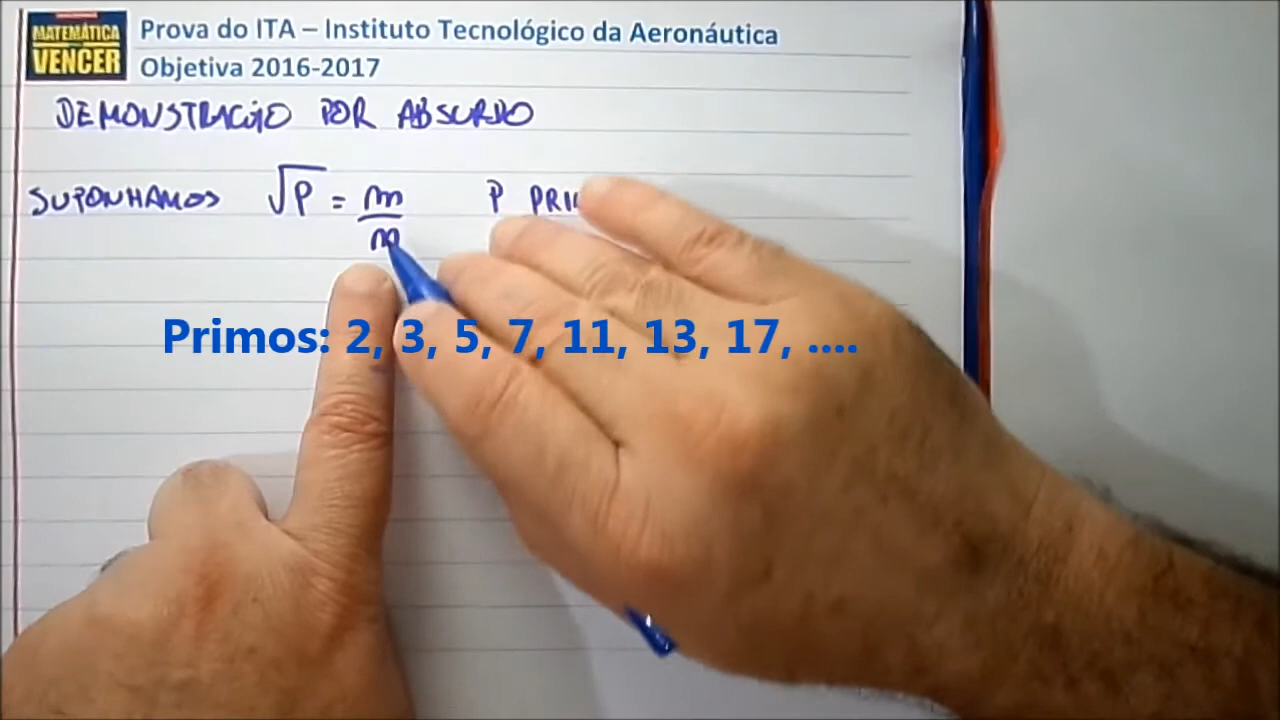 MATEMÁTICA
VENCER
Prova do ITA – Instituto Tecnológico da Aeronáutica
Objetiva 2016-2017
DEMONSTRAÇÃO POR ABSURDO
SUPONHAMOS √P = m/n P
Primos: 2, 3, 5, 7, 11, 13, 17, ....